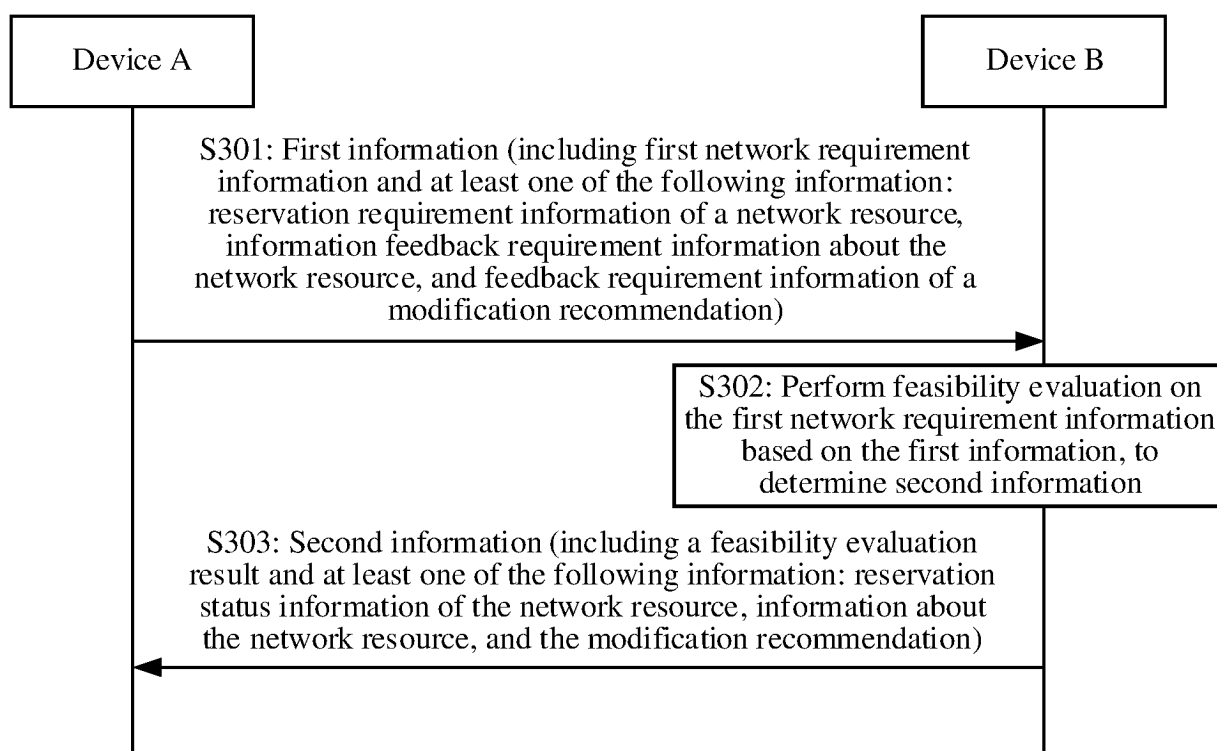 Device A
Device B
S301: First information (including first network requirement
information and at least one of the following information:
reservation requirement information of a network resource,
information feedback requirement information about the
network resource, and feedback requirement information of a
modification recommendation)
S302: Perform feasibility evaluation on
the first network requirement information
based on the first information, to
determine second information
S303: Second information (including a feasibility evaluation
result and at least one of the following information: reservation
status information of the network resource, information about
the network resource, and the modification recommendation)